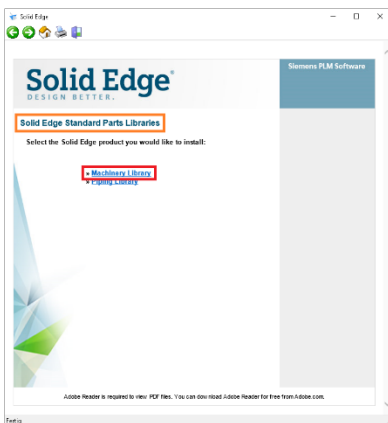 Solid Edge
Siemens PLM Software
Solid Edge
DESIGN BETTER.
Solid Edge Standard Parts Libraries
Select the Solid Edge product you would like to install:
» Machinery Library
» Piping Library
Adobe Reader is required to view PDF files. You can download Adobe Reader for free from Adobe.com.
Fertig